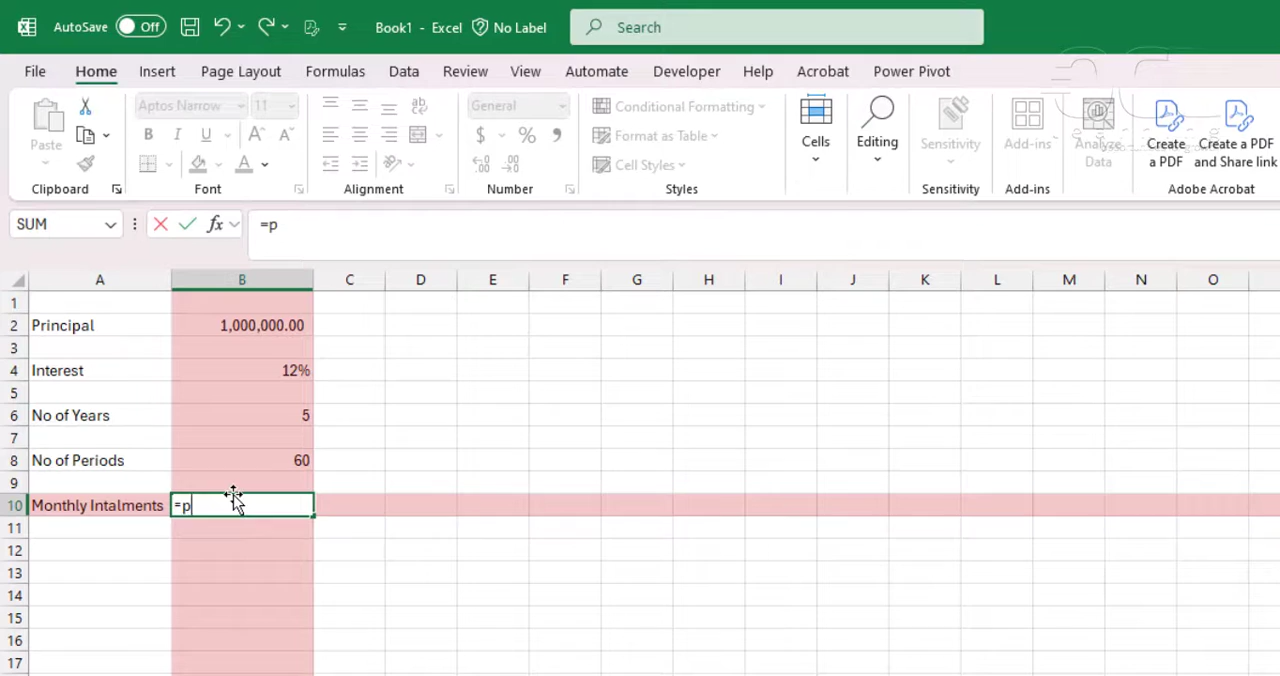 AutoSave Off Book1 - Excel No Label Search
File Home Insert Page Layout Formulas Data Review View Automate Developer Help Acrobat Power Pivot
Aptos Narrow 11 General Conditional Formatting
Paste Format as Table Cells Editing Sensitivity Add-ins Analyze Data Create a PDF Create a PDF and Share link
Cell Styles
Clipboard Font Alignment Number Styles Sensitivity Add-ins Adobe Acrobat
SUM fx =p
A B C D E F G H I J K L M N O
1
2 Principal 1,000,000.00
3
4 Interest 12%
5
6 No of Years 5
7
8 No of Periods 60
9
10 Monthly Intalments =p
11
12
13
14
15
16
17